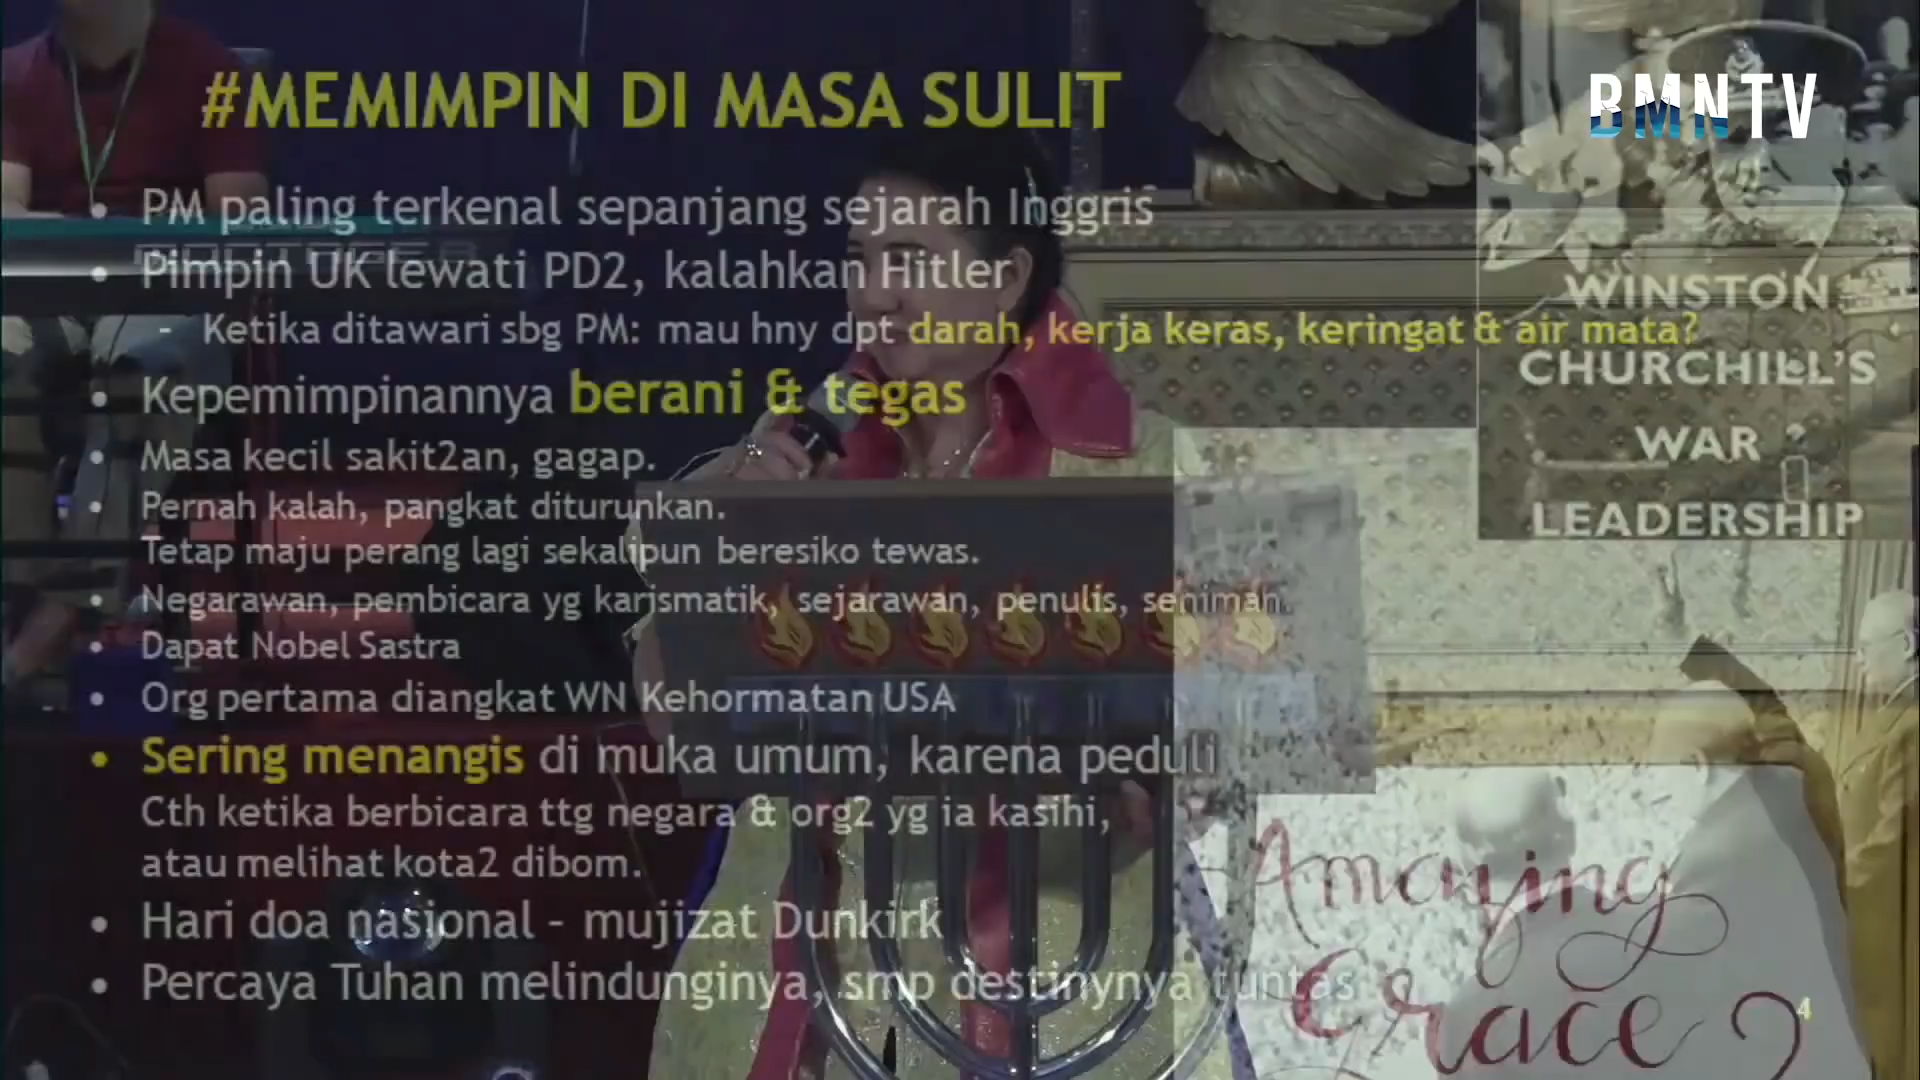 BMNTV
#MEMIMPIN DI MASA SULIT
• PM paling terkenal sepanjang sejarah Inggris
• Pimpin UK lewati PD2, kalahkan Hitler
- Ketika ditawari sbg PM: mau hny dpt darah, kerja keras, keringat & air mata?
• Kepemimpinannya berani & tegas
• Masa kecil sakit2an, gagap.
• Pernah kalah, pangkat diturunkan.
Tetap maju perang lagi sekalipun beresiko tewas.
• Negarawan, pembicara yg karismatik, sejarawan, penulis, seniman.
• Dapat Nobel Sastra
• Org pertama diangkat WN Kehormatan USA
• Sering menangis di muka umum, karena peduli
Cth ketika berbicara ttg negara & org2 yg ia kasihi,
atau melihat kota2 dibom.
• Hari doa nasional – mujizat Dunkirk
• Percaya Tuhan melindunginya, smp destinynya tuntas
4
WINSTON
CHURCHILL'S
WAR
LEADERSHIP
Amazing
Grace